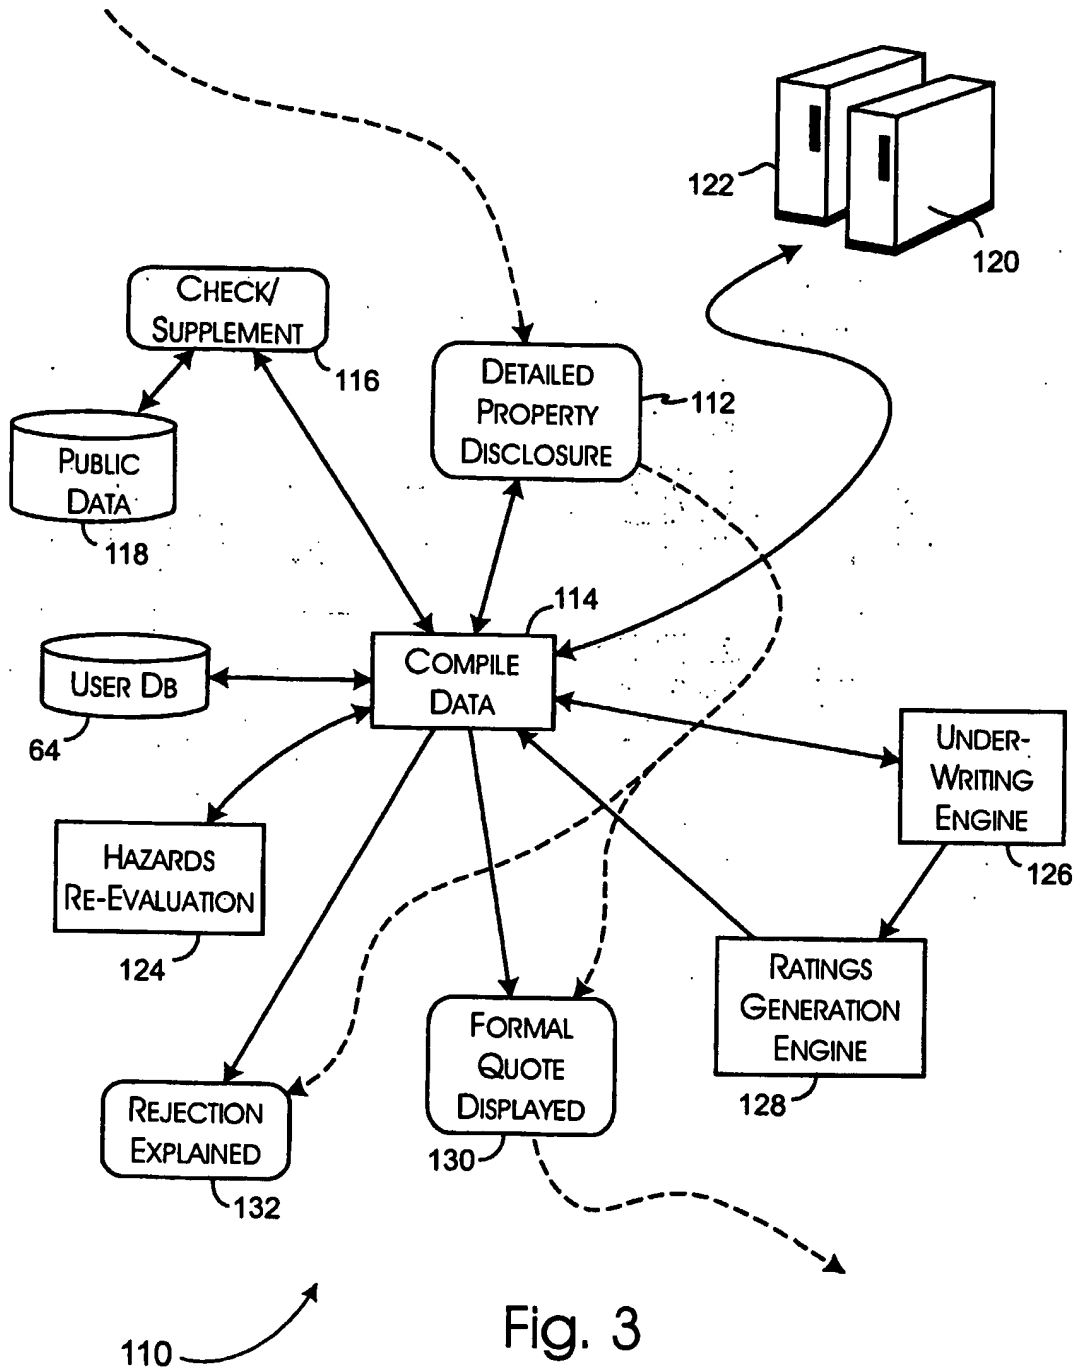 122
120
CHECK/
SUPPLEMENT
116
DETAILED
PROPERTY
DISCLOSURE
112
PUBLIC
DATA
118
114
COMPILE
DATA
USER DB
64
UNDER-
WRITING
ENGINE
126
HAZARDS
RE-EVALUATION
124
RATINGS
GENERATION
ENGINE
128
FORMAL
QUOTE
DISPLAYED
130
REJECTION
EXPLAINED
132
110
Fig. 3